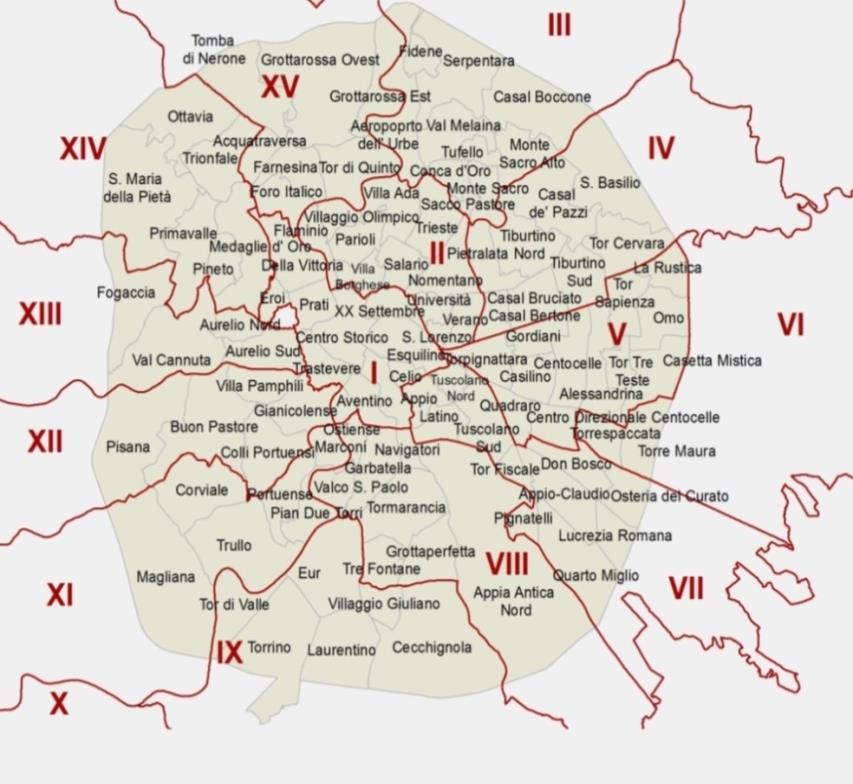 III
Tomba
di Nerone
Grottarossa Ovest
Fidene
Serpentara
XV
Grottarossa Est
Casal Boccone
Ottavia
Aeropoprto
dell' Urbe
Val Melaina
XIV
Acquatraversa
Trionfale
Tufello
Monte
Sacro Alto
IV
Farnesina
Tor di Quinto
Conca d'Oro
S. Maria
della Pietà
Foro Italico
Villa Ada
Monte Sacro
Sacco Pastore
Casal
de' Pazzi
S. Basilio
Villaggio Olimpico
Primavalle
Flaminio
Parioli
Trieste
Tiburtino
Nord
Tor Cervara
Medaglie d' Oro
II
Pietralata
Pineto
Della Vittoria
Villa
Borghese
Salario
Tiburtino
Sud
La Rustica
Nomentano
Tor
Sapienza
Fogaccia
Eroi
Prati
Università
Casal Bruciato
XIII
XX Settembre
Verano
Casal Bertone
Omo
VI
Aurelio Nord
Centro Storico
S. Lorenzo
Gordiani
V
Val Cannuta
Aurelio Sud
Esquilino
Torpignattara
Centocelle
Tor Tre
Teste
Casetta Mistica
Trastevere
I
Celio
Tuscolano
Nord
Casilino
Villa Pamphili
Alessandrina
Aventino
Appio
Latino
Quadraro
Gianicolense
Centro Direzionale Centocelle
Buon Pastore
Ostiense
Tuscolano
Sud
Torrespaccata
XII
Pisana
Colli Portuensi
Marconi
Navigatori
Torre Maura
Garbatella
Tor Fiscale
Don Bosco
Corviale
Portuense
Valco S. Paolo
Appio-Claudio
Osteria del Curato
Pian Due Torri
Tormarancia
Pignatelli
Lucrezia Romana
Trullo
Grottaperfetta
VIII
Magliana
Eur
Tre Fontane
Quarto Miglio
VII
XI
Appia Antica
Nord
Tor di Valle
Villaggio Giuliano
IX
Torrino
Laurentino
Cecchignola
X